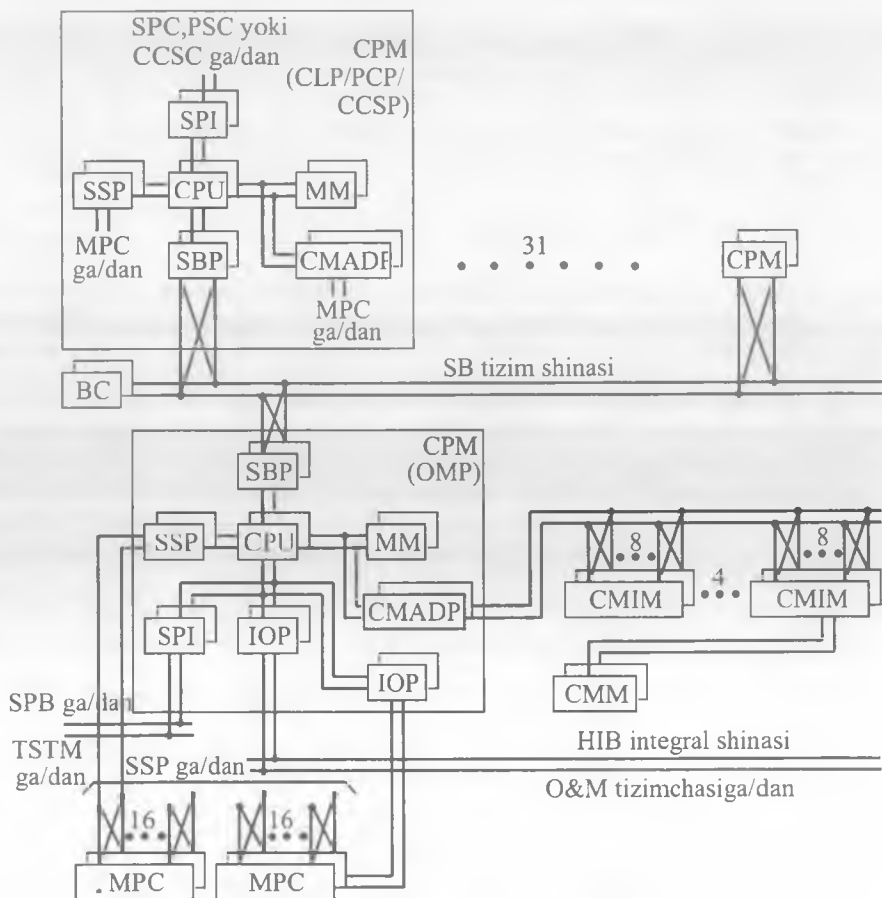 SPC,PSC yoki
CCSC ga/dan
CPM
(CLP/PCP/
CCSP)
SPI
SSP
CPU
MM
MPC
ga/dan
SBP
CMADP
MPC
ga/dan
31
CPM
BC
SB tizim shinasi
CPM
(OMP)
SBP
SSP
CPU
MM
8
8
CMADP
CMIM
4
CMIM
SPI
IOP
IOP
CMM
SPB ga/dan
TSTM
ga/dan
SSP ga/dan
HIB integral shinasi
O&M tizimchasiga/dan
16
16
MPC
MPC